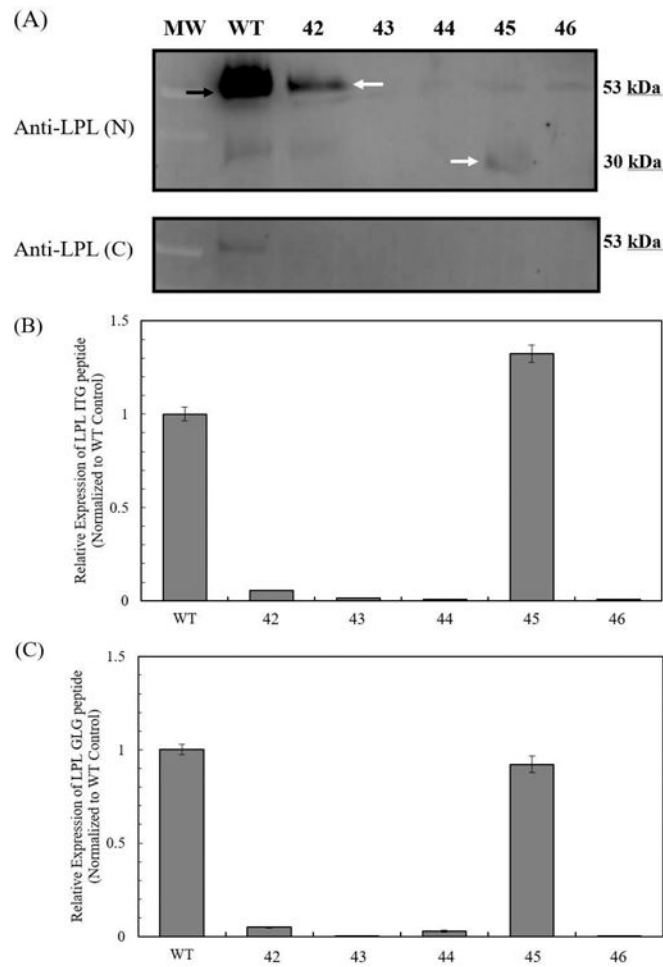 (A)
MW WT 42 43 44 45 46
Anti-LPL (N)
53 kDa
30 kDa
Anti-LPL (C)
53 kDa
(B)
Relative Expression of LPL ITG peptide
(Normalized to WT Control)
1.5
1
0.5
0
WT 42 43 44 45 46
(C)
Relative Expression of LPL GLG peptide
(Normalized to WT Control)
1.5
1
0.5
0
WT 42 43 44 45 46